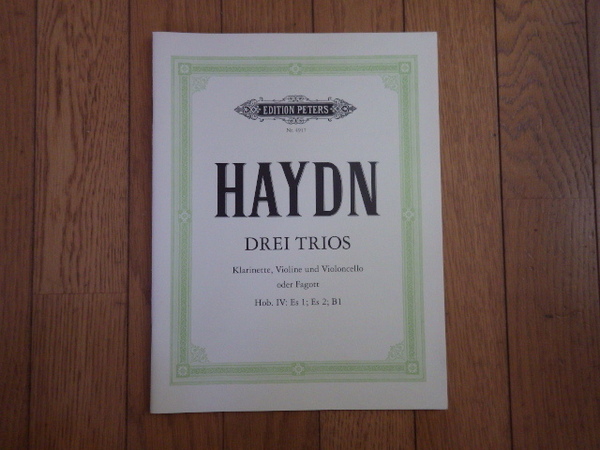 EDITION PETERS
HAYDN
DREI TRIOS
Klarinette, Violine und Violoncello
oder Fagott
Hob. IV: Es 1; Es 2; B1